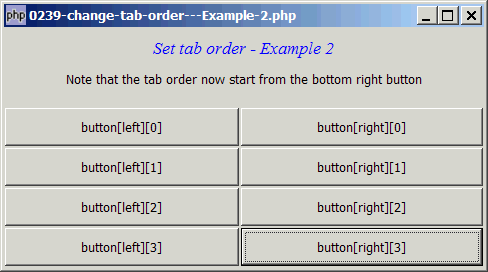 php 0239-change-tab-order---Example-2.php
Set tab order - Example 2
Note that the tab order now start from the bottom right button
button[left][0] button[right][0]
button[left][1] button[right][1]
button[left][2] button[right][2]
button[left][3] button[right][3]